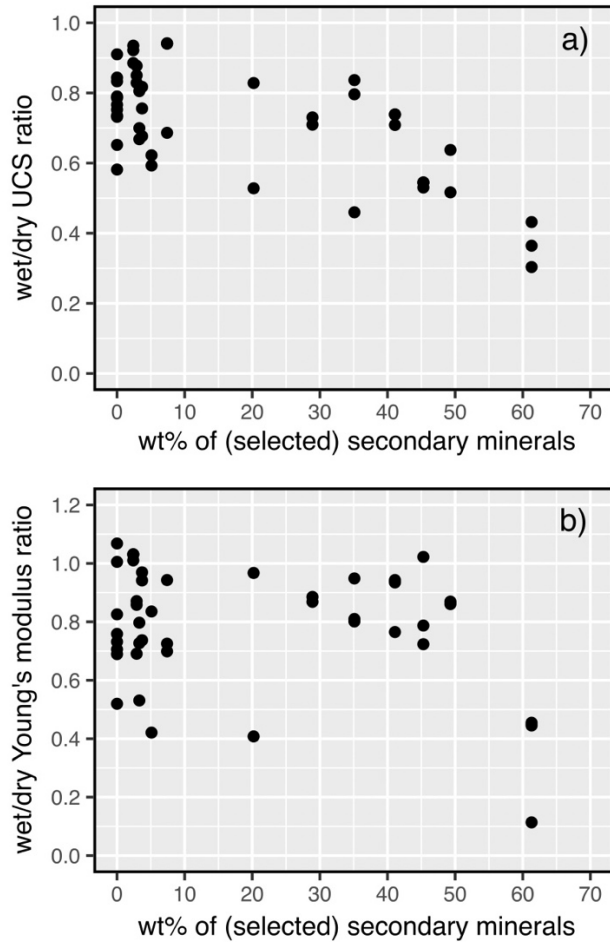 a)
wet/dry UCS ratio
1.0
0.8
0.6
0.4
0.2
0.0
0 10 20 30 40 50 60 70
wt% of (selected) secondary minerals
b)
wet/dry Young's modulus ratio
1.2
1.0
0.8
0.6
0.4
0.2
0.0
0 10 20 30 40 50 60 70
wt% of (selected) secondary minerals